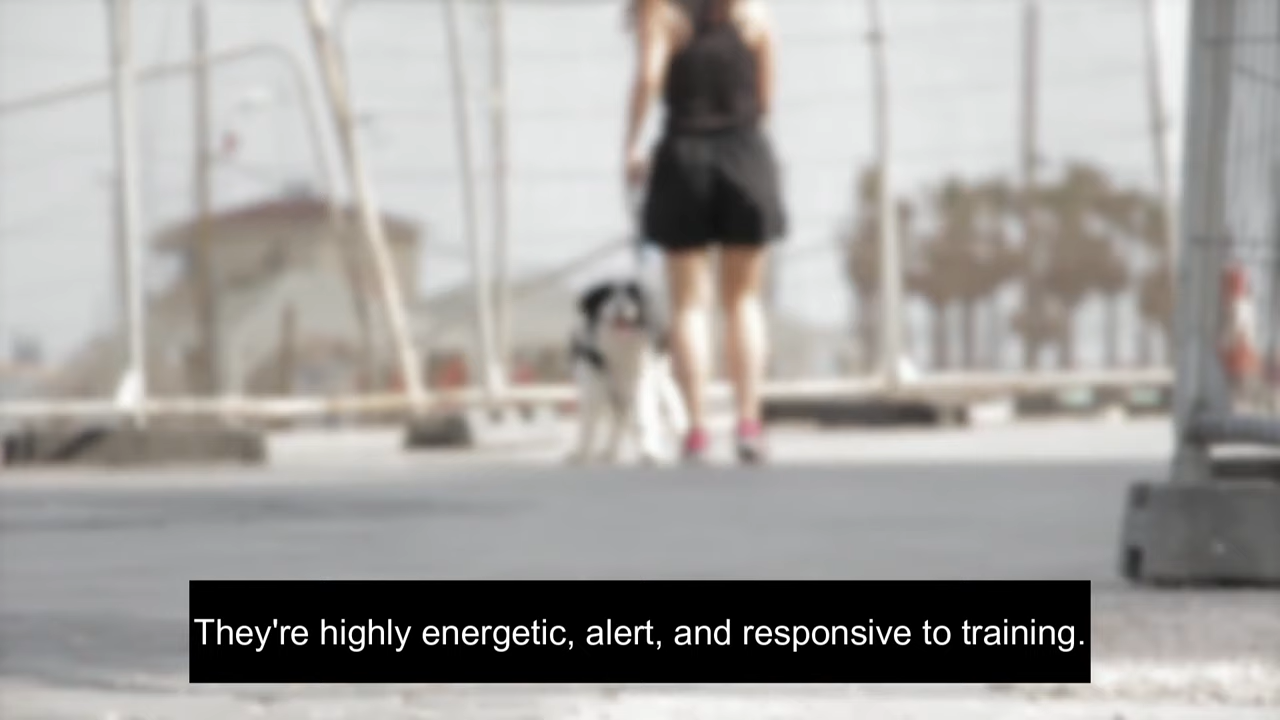 They're highly energetic, alert, and responsive to training.